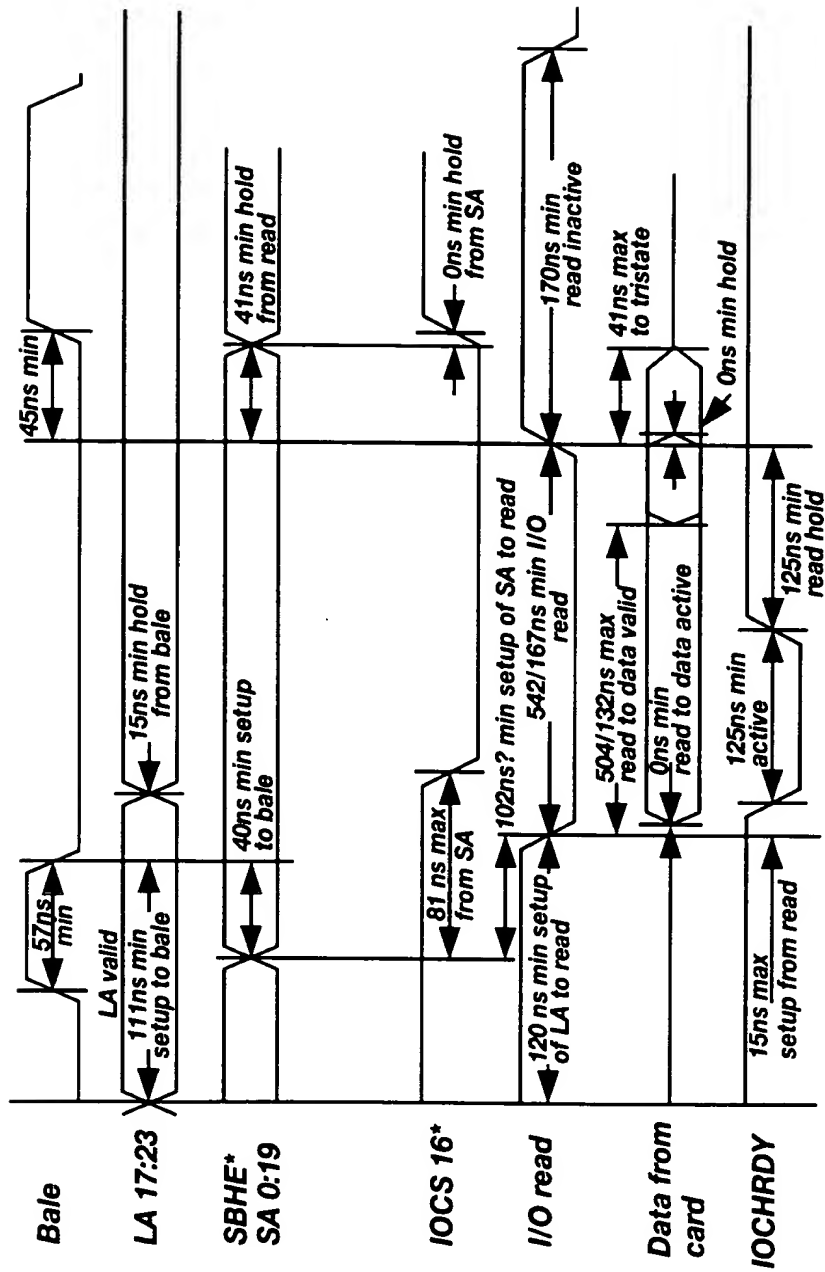 Bale
57ns
min
45ns min
LA 17:23
LA valid
111ns min
setup to bale
15ns min hold
from bale
SBHE*
SA 0:19
40ns min setup
to bale
41ns min hold
from read
IOCS 16*
81 ns max
from SA
0ns min hold
from SA
102ns? min setup of SA to read
I/O read
120 ns min setup
of LA to read
542/167ns min I/O
read
170ns min
read inactive
504/132ns max
read to data valid
41ns max
to tristate
Data from
card
0ns min
read to data active
0ns min hold
IOCHRDY
15ns max
setup from read
125ns min
active
125ns min
read hold